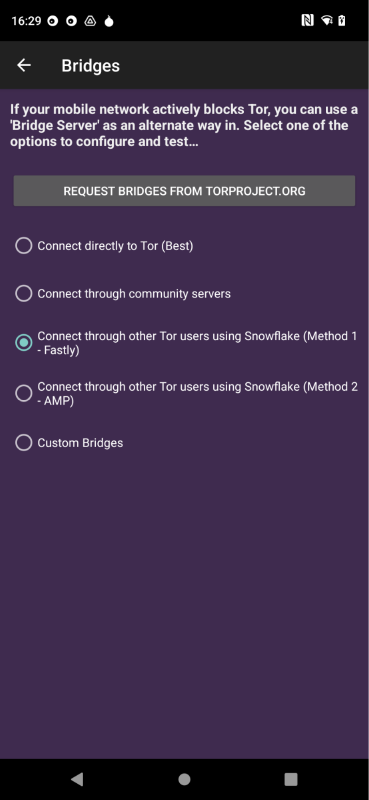 16:29
Bridges
If your mobile network actively blocks Tor, you can use a
'Bridge Server' as an alternate way in. Select one of the
options to configure and test…
REQUEST BRIDGES FROM TORPROJECT.ORG
Connect directly to Tor (Best)
Connect through community servers
Connect through other Tor users using Snowflake (Method 1
- Fastly)
Connect through other Tor users using Snowflake (Method 2
- AMP)
Custom Bridges